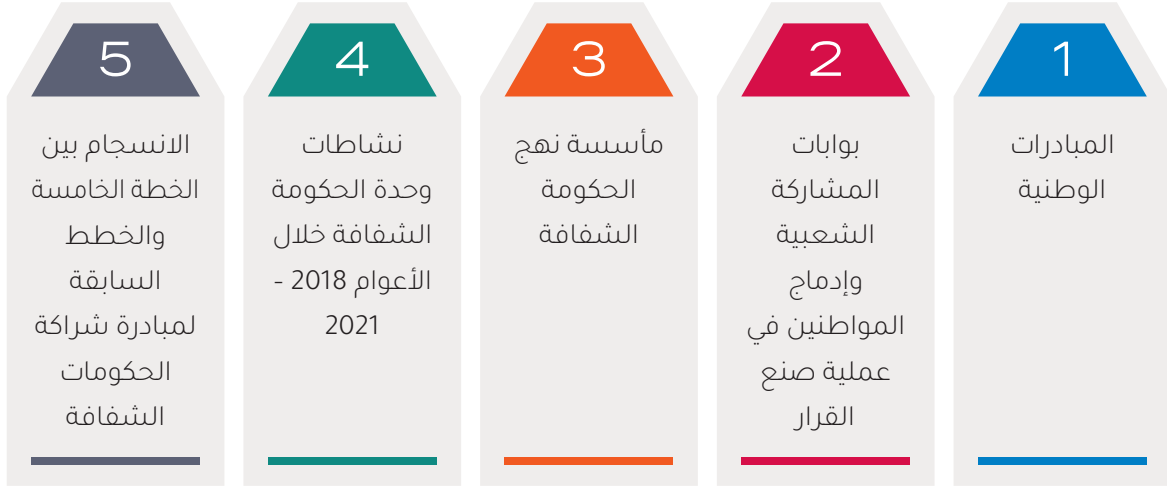 1
المبادرات
الوطنية
2
بوابات
المشاركة
الشعبية
وإدماج
المواطنين في
عملية صنع
القرار
3
مأسسة نهج
الحكومة
الشفافة
4
نشاطات
وحدة الحكومة
الشفافة خلال
الأعوام 2018 -
2021
5
الانسجام بين
الخطة الخامسة
والخطط
السابقة
لمبادرة شراكة
الحكومات
الشفافة